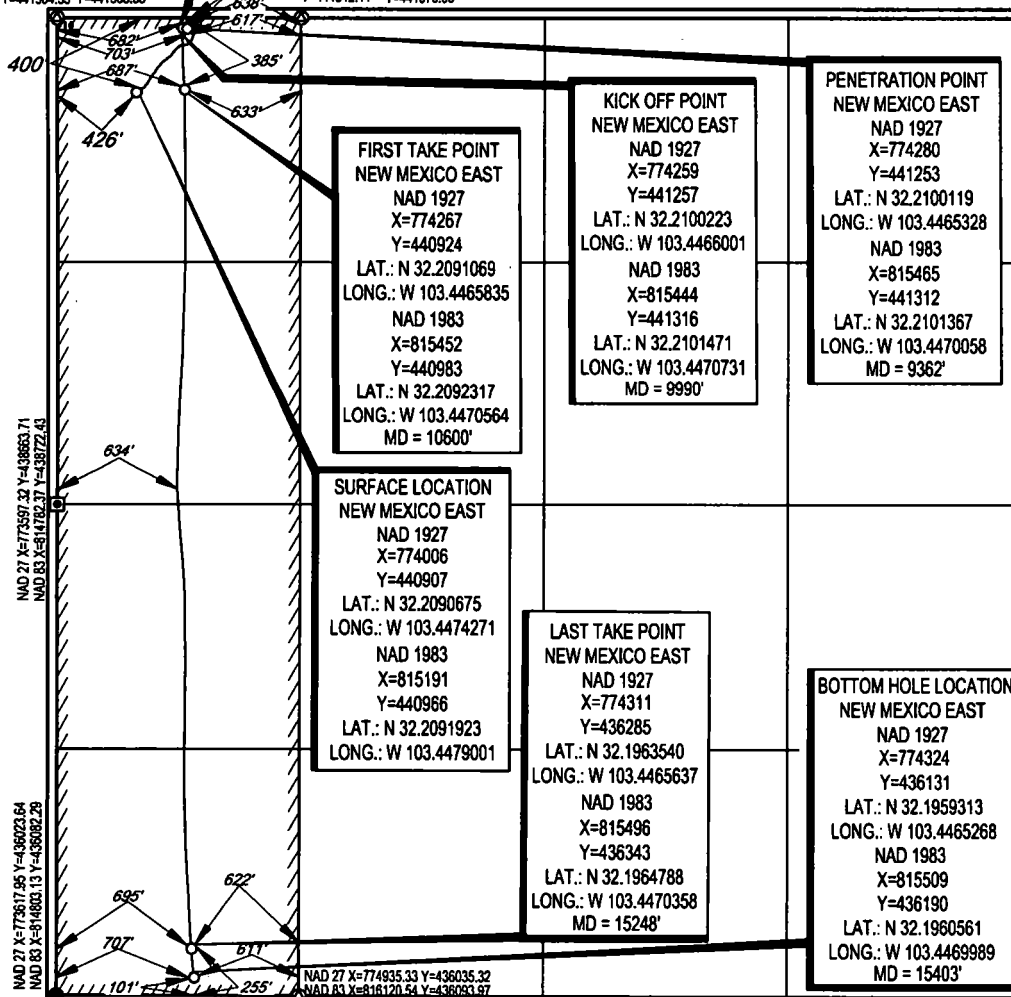 638'
617'
682'
703'
400'
687'
385'
633'
426'
PENETRATION POINT
NEW MEXICO EAST
NAD 1927
X=774280
Y=441253
LAT.: N 32.2100119
LONG.: W 103.4465328
NAD 1983
X=815465
Y=441312
LAT.: N 32.2101367
LONG.: W 103.4470058
MD = 9362'
KICK OFF POINT
NEW MEXICO EAST
NAD 1927
X=774259
Y=441257
LAT.: N 32.2100223
LONG.: W 103.4466001
NAD 1983
X=815444
Y=441316
LAT.: N 32.2101471
LONG.: W 103.4470731
MD = 9990'
FIRST TAKE POINT
NEW MEXICO EAST
NAD 1927
X=774267
Y=440924
LAT.: N 32.2091069
LONG.: W 103.4465835
NAD 1983
X=815452
Y=440983
LAT.: N 32.2092317
LONG.: W 103.4470564
MD = 10600'
NAD 27 X=773597.32 Y=438663.71
NAD 83 X=814782.37 Y=438722.43
634'
SURFACE LOCATION
NEW MEXICO EAST
NAD 1927
X=774006
Y=440907
LAT.: N 32.2090675
LONG.: W 103.4474271
NAD 1983
X=815191
Y=440966
LAT.: N 32.2091923
LONG.: W 103.4479001
LAST TAKE POINT
NEW MEXICO EAST
NAD 1927
X=774311
Y=436285
LAT.: N 32.1963540
LONG.: W 103.4465637
NAD 1983
X=815496
Y=436343
LAT.: N 32.1964788
LONG.: W 103.4470358
MD = 15248'
BOTTOM HOLE LOCATION
NEW MEXICO EAST
NAD 1927
X=774324
Y=436131
LAT.: N 32.1959313
LONG.: W 103.4465268
NAD 1983
X=815509
Y=436190
LAT.: N 32.1960561
LONG.: W 103.4469989
MD = 15403'
NAD 27 X=773617.95 Y=436023.64
NAD 83 X=814803.13 Y=436082.29
695'
622'
707'
611'
101'
255'
NAD 27 X=774935.33 Y=436035.32
NAD 83 X=816120.54 Y=436093.97